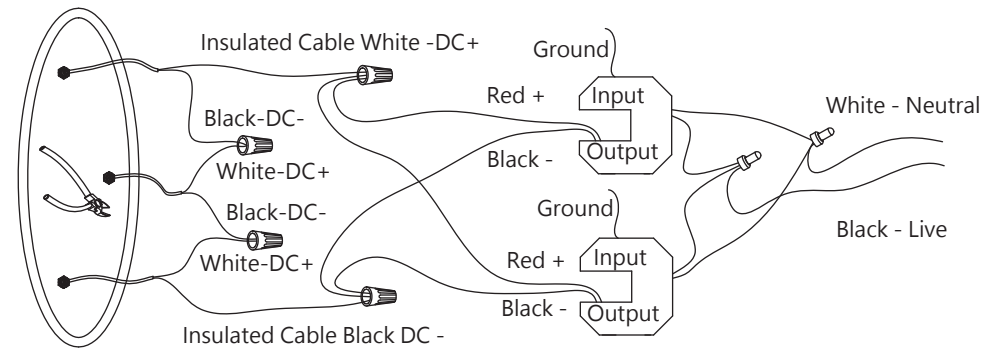 Insulated Cable White -DC+
Ground
Red +
Input
White - Neutral
Black-DC-
Black -
Output
White-DC+
Black-DC-
Ground
Black - Live
White-DC+
Red +
Input
Black -
Output
Insulated Cable Black DC -